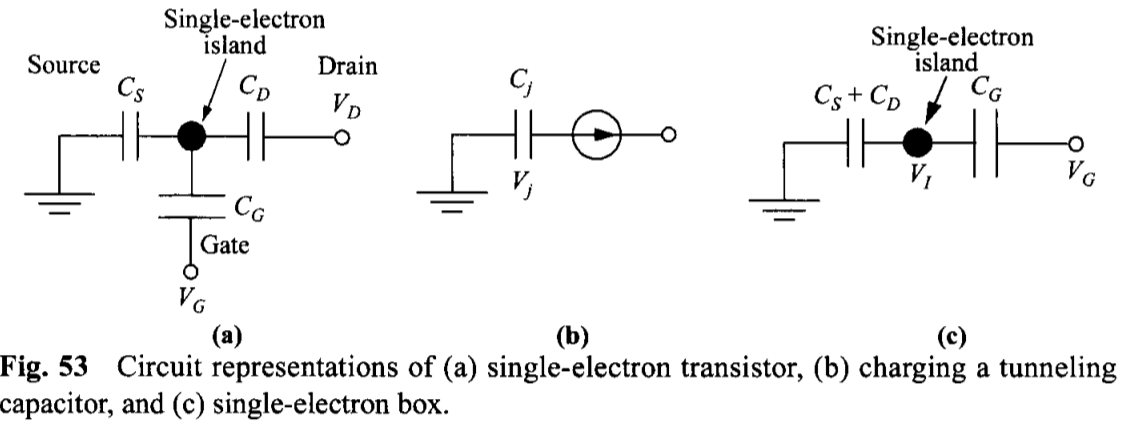 Single-electron
island
Source
C_S
C_D
Drain
V_D
C_G
Gate
V_G
(a)
C_j
V_j
(b)
Single-electron
island
C_S + C_D
C_G
V_I
V_G
(c)
Fig. 53 Circuit representations of (a) single-electron transistor, (b) charging a tunneling
capacitor, and (c) single-electron box.